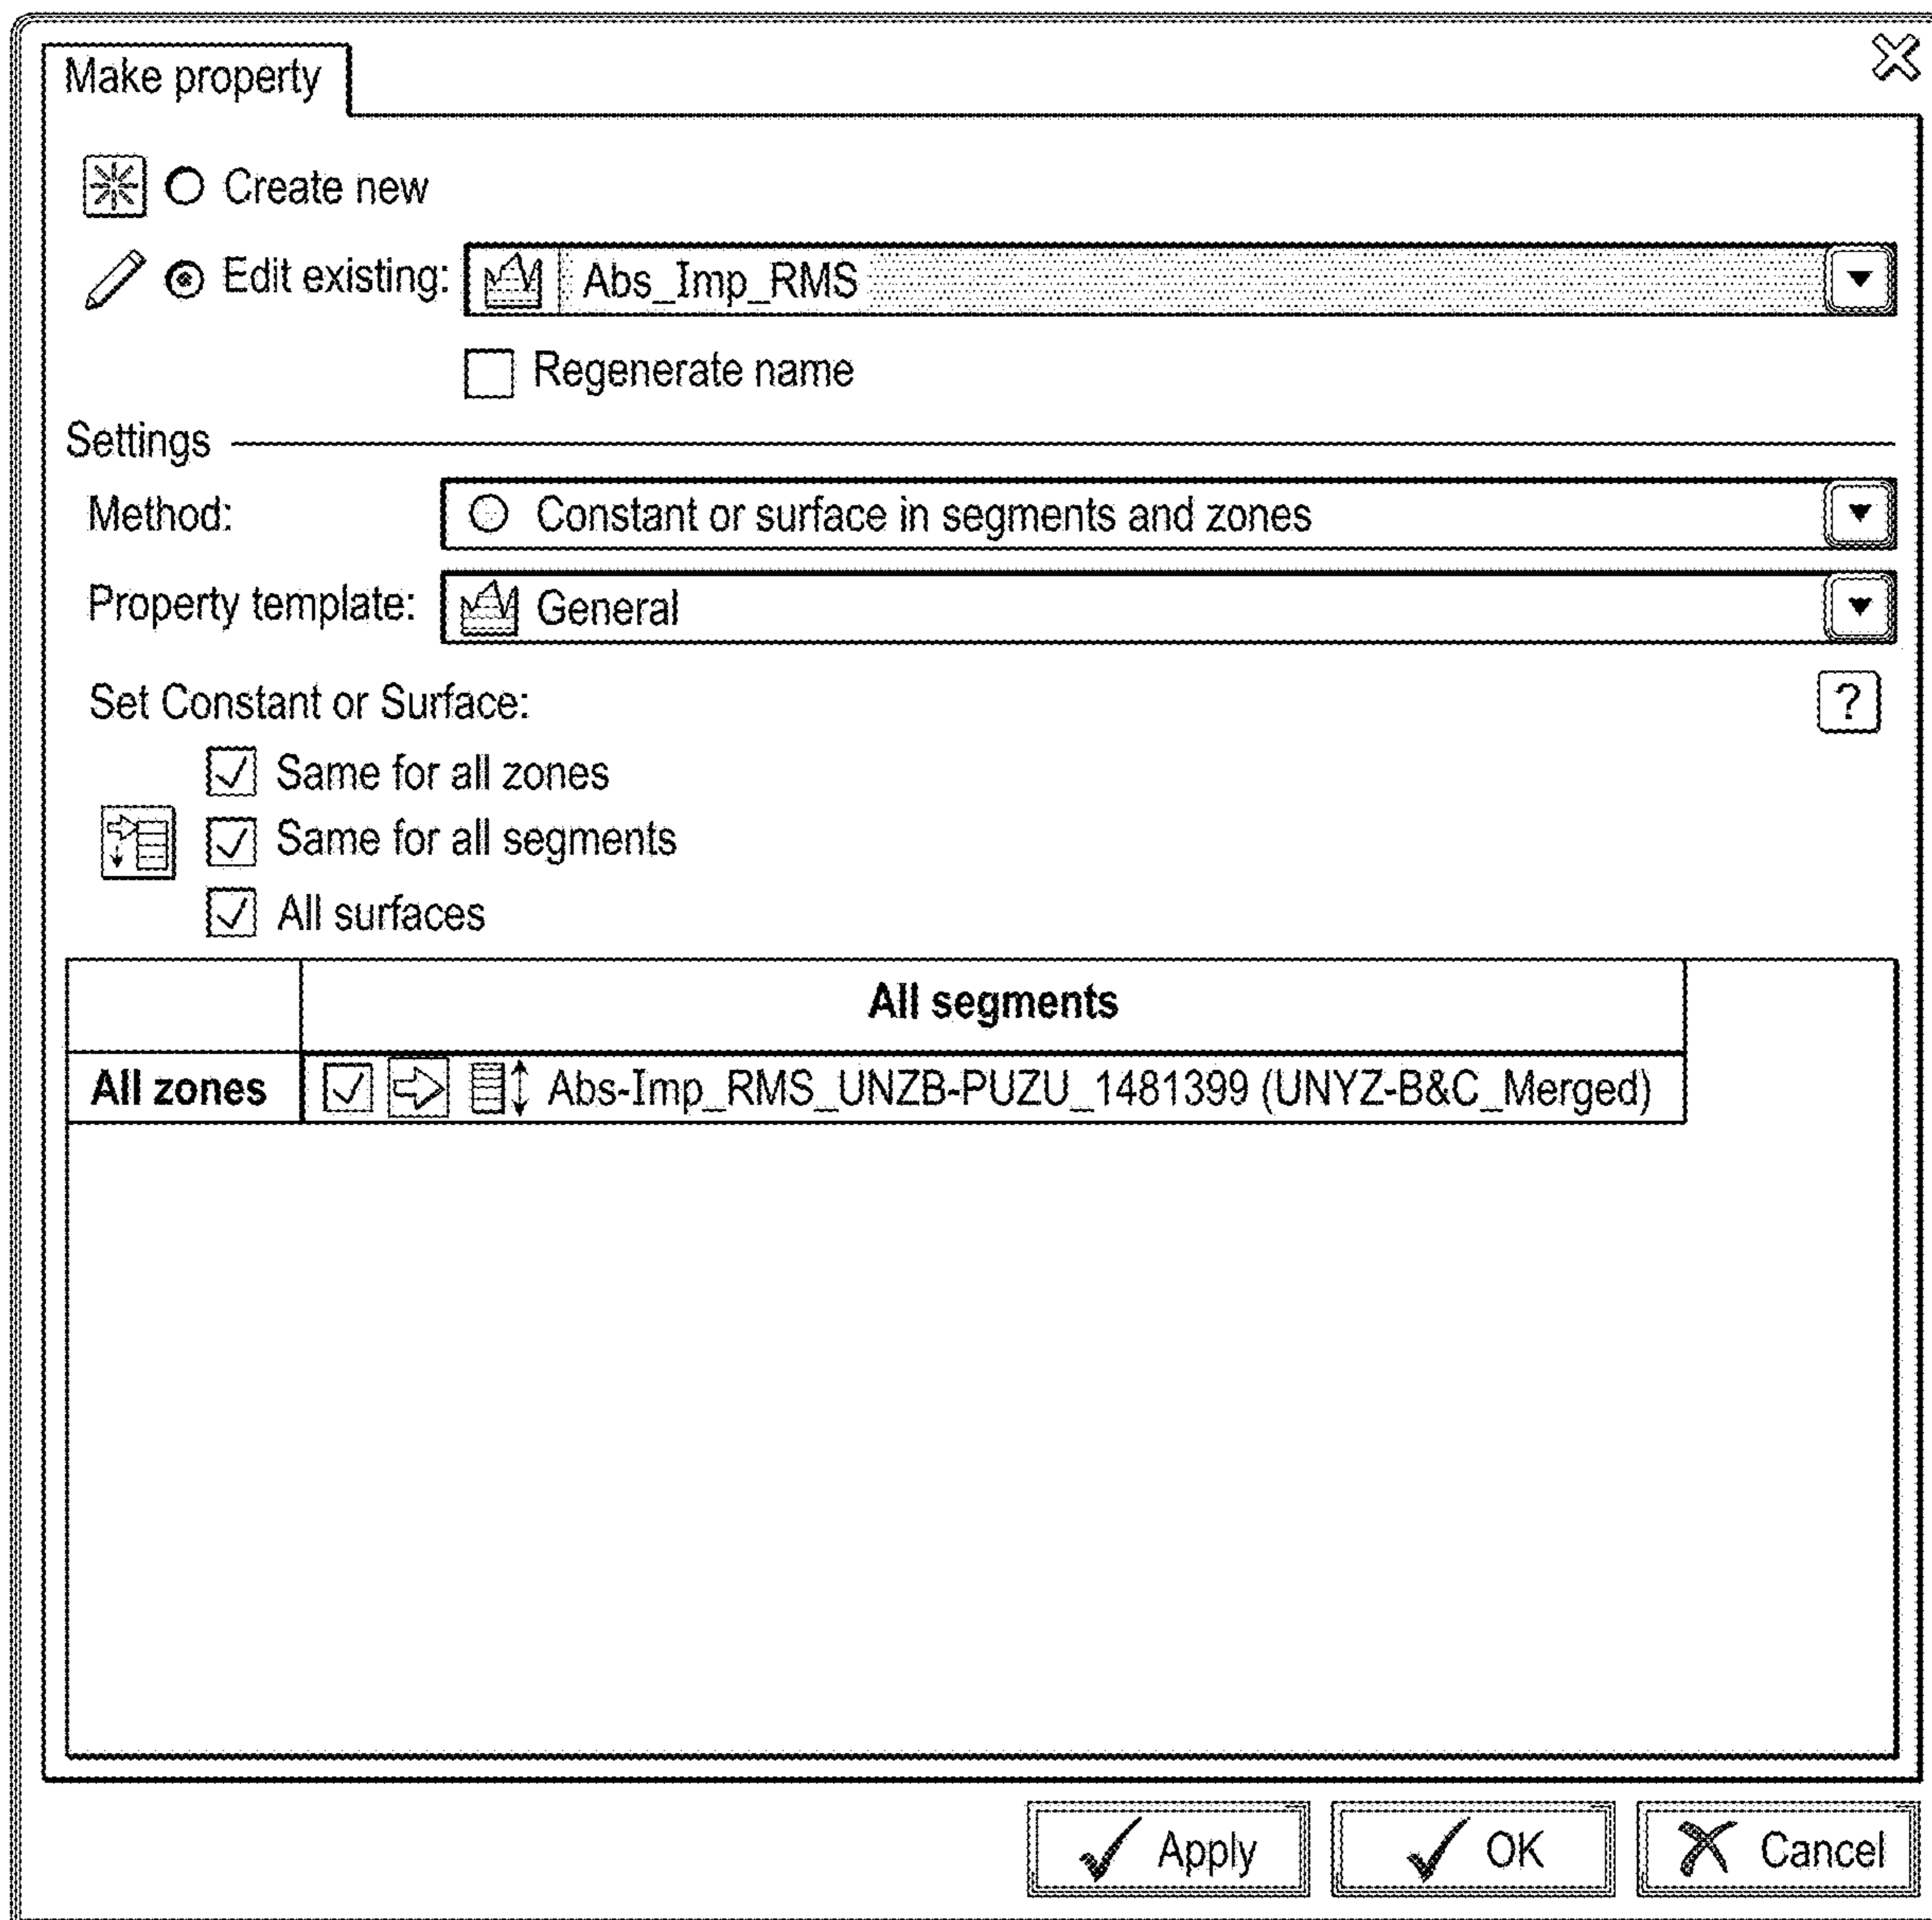 Make property
Create new
Edit existing: Abs_Imp_RMS
Regenerate name
Settings
Method: Constant or surface in segments and zones
Property template: General
Set Constant or Surface: ?
Same for all zones
Same for all segments
All surfaces
All segments
All zones Abs-Imp_RMS_UNZB-PUZU_1481399 (UNYZ-B&C_Merged)
Apply OK Cancel